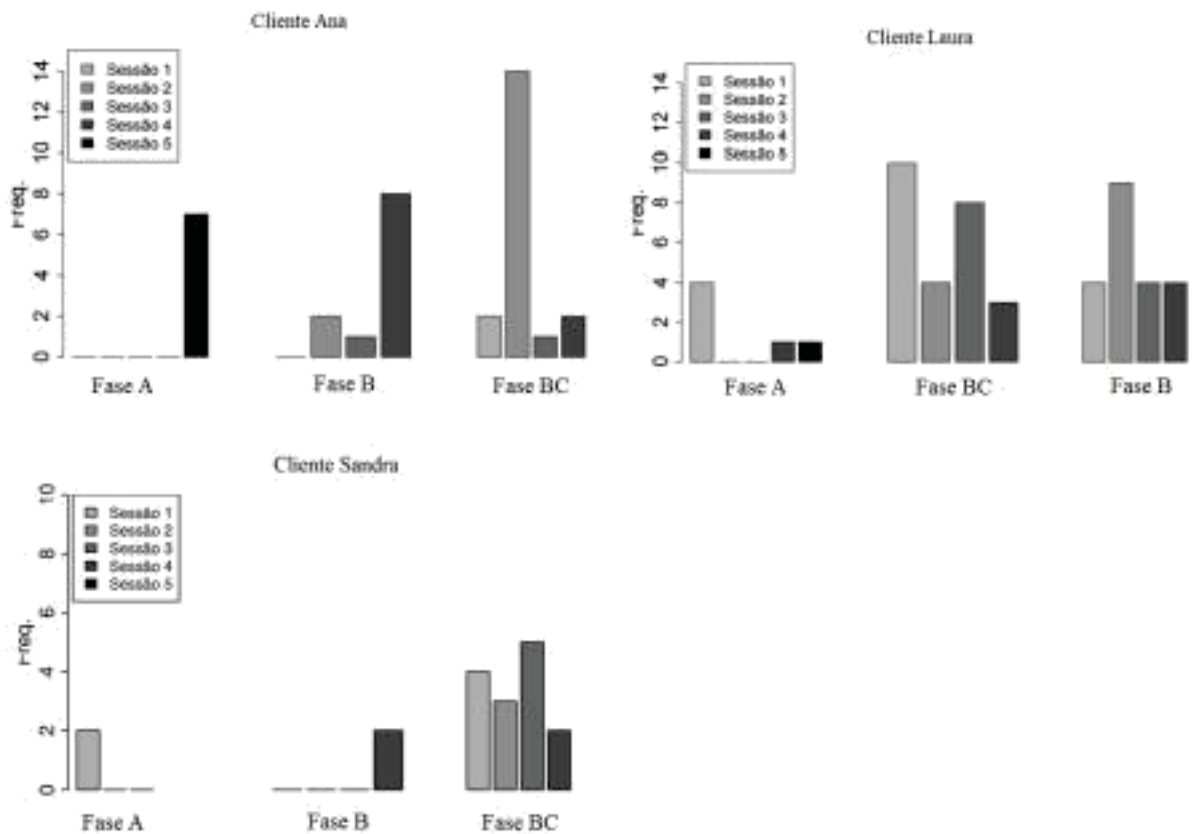 Cliente Ana
Sessão 1
Sessão 2
Sessão 3
Sessão 4
Sessão 5
Freq.
14
12
10
8
6
4
2
0
Fase A
Fase B
Fase BC
Cliente Laura
Sessão 1
Sessão 2
Sessão 3
Sessão 4
Sessão 5
Freq.
14
12
10
8
6
4
2
0
Fase A
Fase BC
Fase B
Cliente Sandra
Sessão 1
Sessão 2
Sessão 3
Sessão 4
Sessão 5
Freq.
10
8
6
4
2
0
Fase A
Fase B
Fase BC